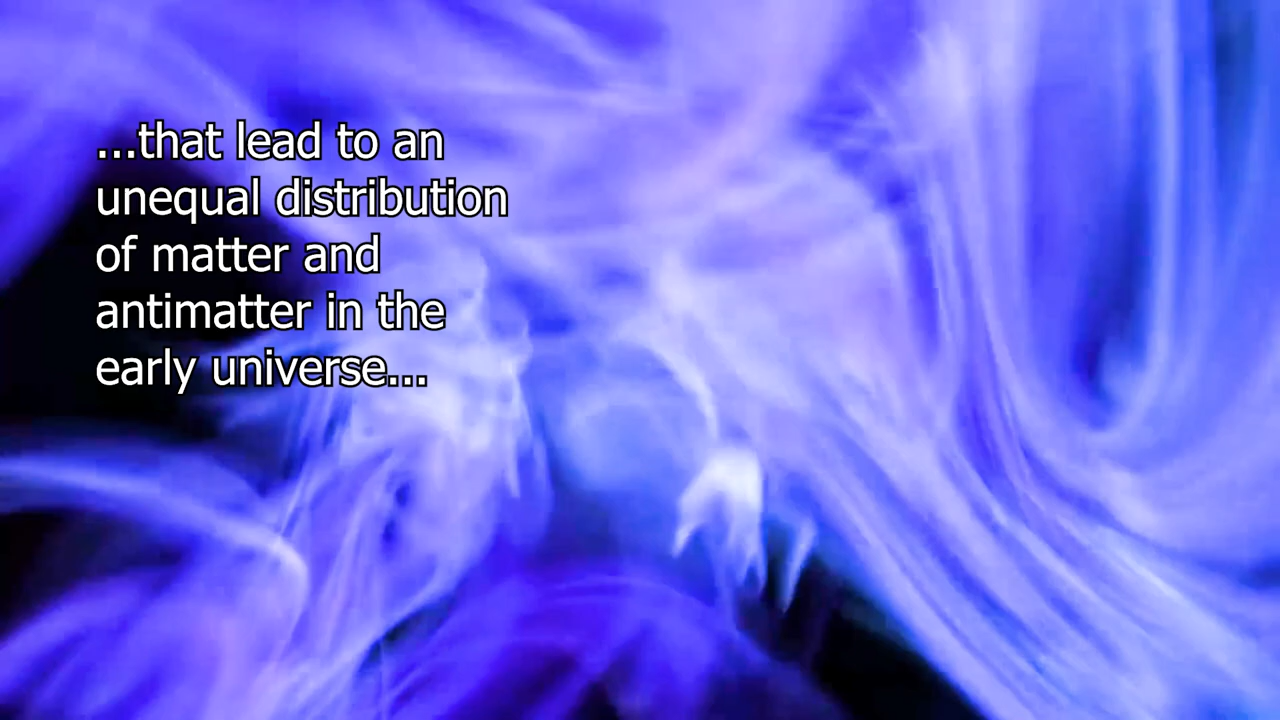 ...that lead to an
unequal distribution
of matter and
antimatter in the
early universe...